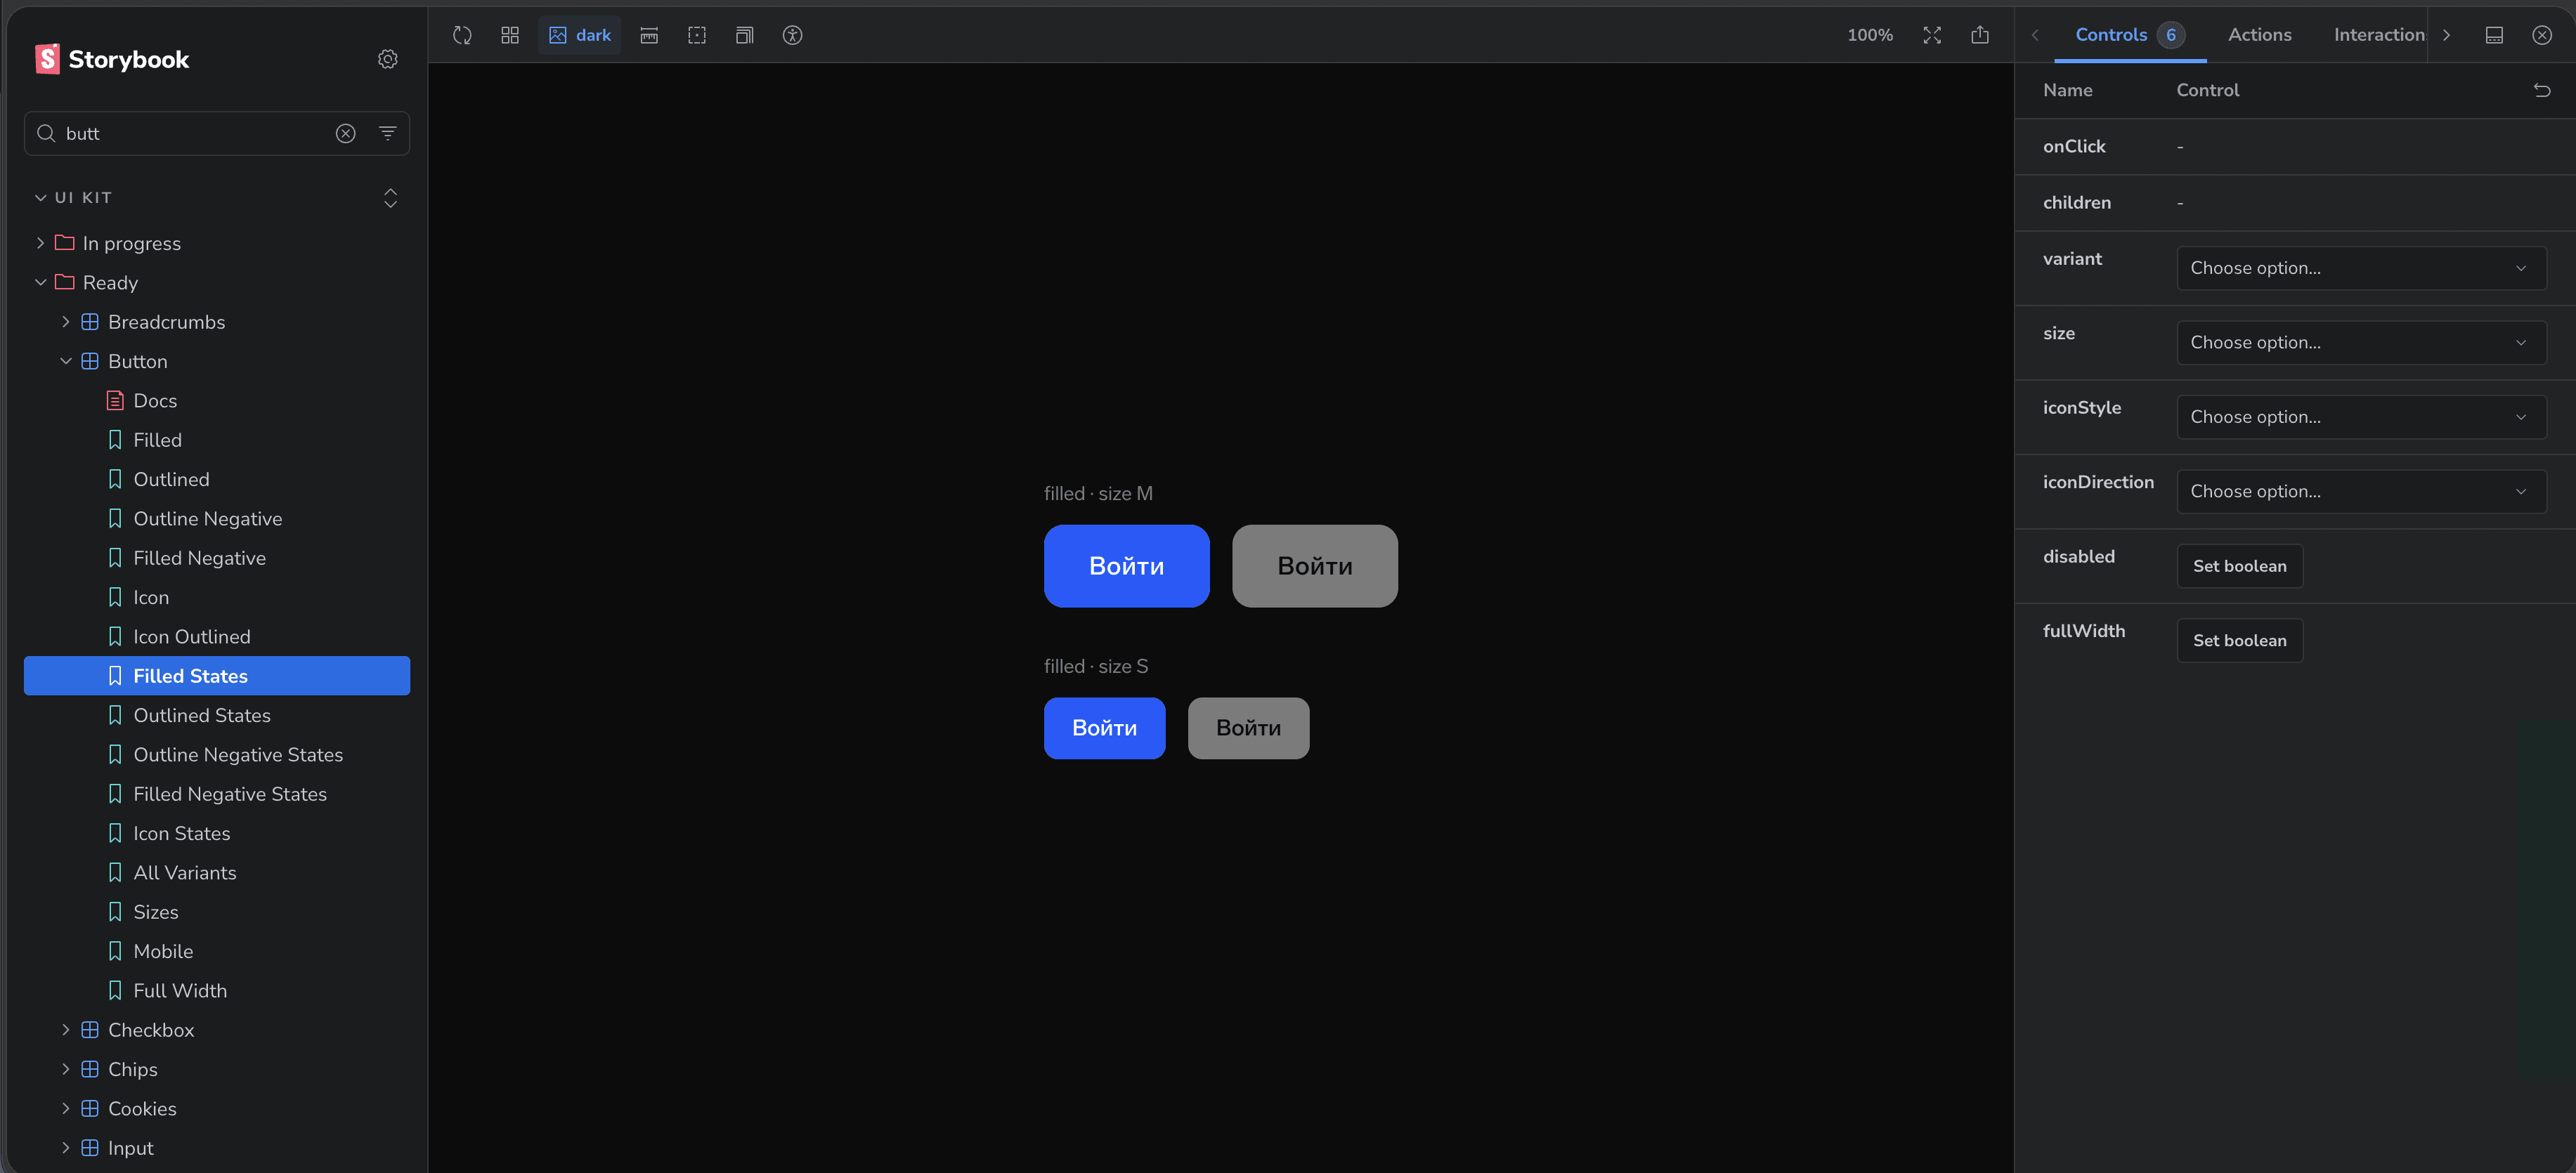 Storybook
butt
UI KIT
In progress
Ready
Breadcrumbs
Button
Docs
Filled
Outlined
Outline Negative
Filled Negative
Icon
Icon Outlined
Filled States
Outlined States
Outline Negative States
Filled Negative States
Icon States
All Variants
Sizes
Mobile
Full Width
Checkbox
Chips
Cookies
Input
dark
100%
filled · size M
Войти Войти
filled · size S
Войти Войти
Controls 6 Actions Interaction
Name Control
onClick -
children -
variant Choose option...
size Choose option...
iconStyle Choose option...
iconDirection Choose option...
disabled Set boolean
fullWidth Set boolean